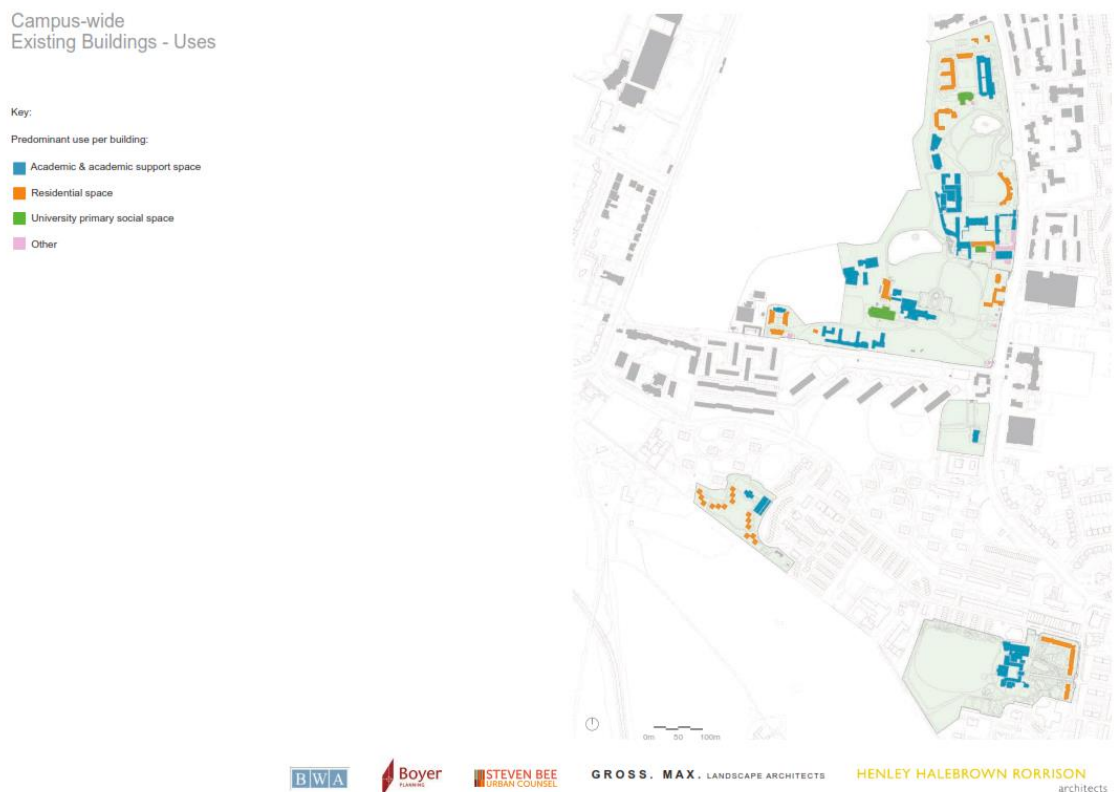 Campus-wide
Existing Buildings - Uses
Key:
Predominant use per building:
Academic & academic support space
Residential space
University primary social space
Other
0m 50 100m
BWA
Boyer
PLANNING
STEVEN BEE
URBAN COUNSEL
GROSS. MAX. LANDSCAPE ARCHITECTS
HENLEY HALEBROWN RORRISON
architects